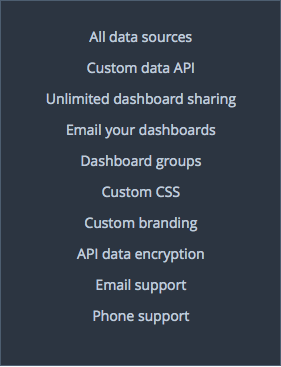 All data sources
Custom data API
Unlimited dashboard sharing
Email your dashboards
Dashboard groups
Custom CSS
Custom branding
API data encryption
Email support
Phone support